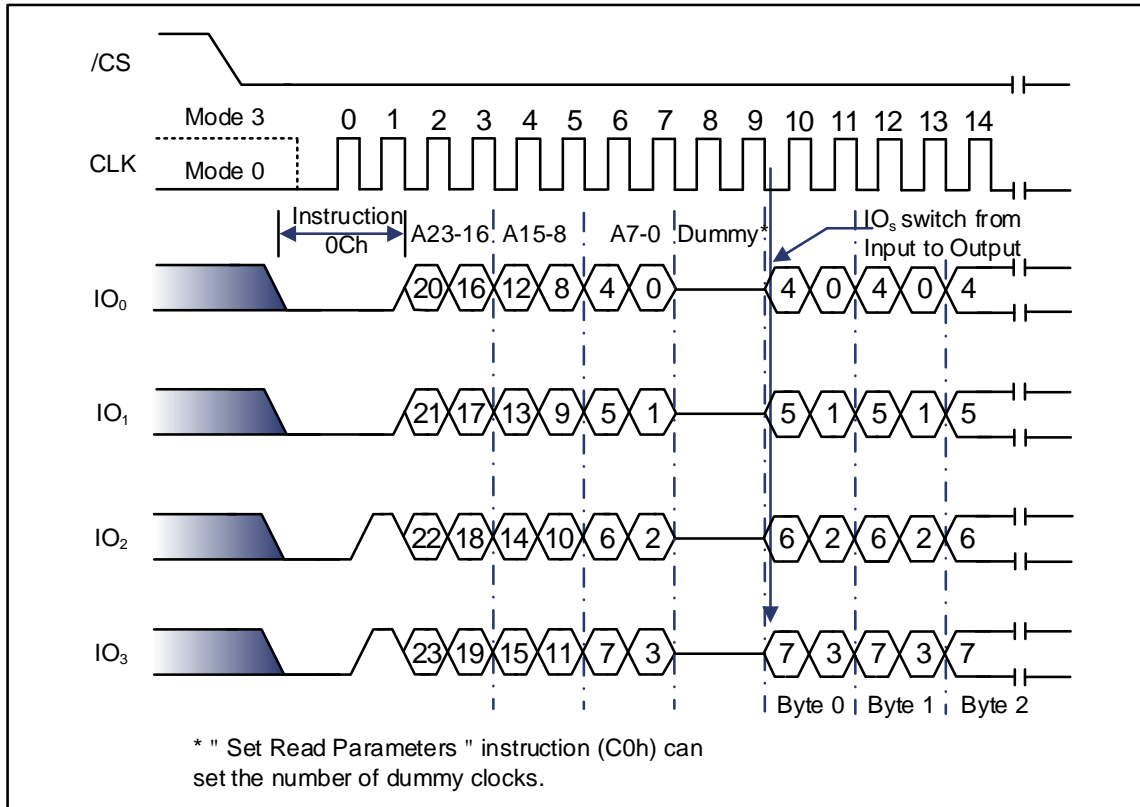 /CS
Mode 3
0 1 2 3 4 5 6 7 8 9 10 11 12 13 14
CLK
Mode 0
Instruction
0Ch
A23-16 A15-8 A7-0 Dummy*
IOs switch from
Input to Output
IO0
20 16 12 8 4 0 4 0 4 0 4
IO1
21 17 13 9 5 1 5 1 5 1 5
IO2
22 18 14 10 6 2 6 2 6 2 6
IO3
23 19 15 11 7 3 7 3 7 3 7
Byte 0 Byte 1 Byte 2
* " Set Read Parameters " instruction (C0h) can
set the number of dummy clocks.